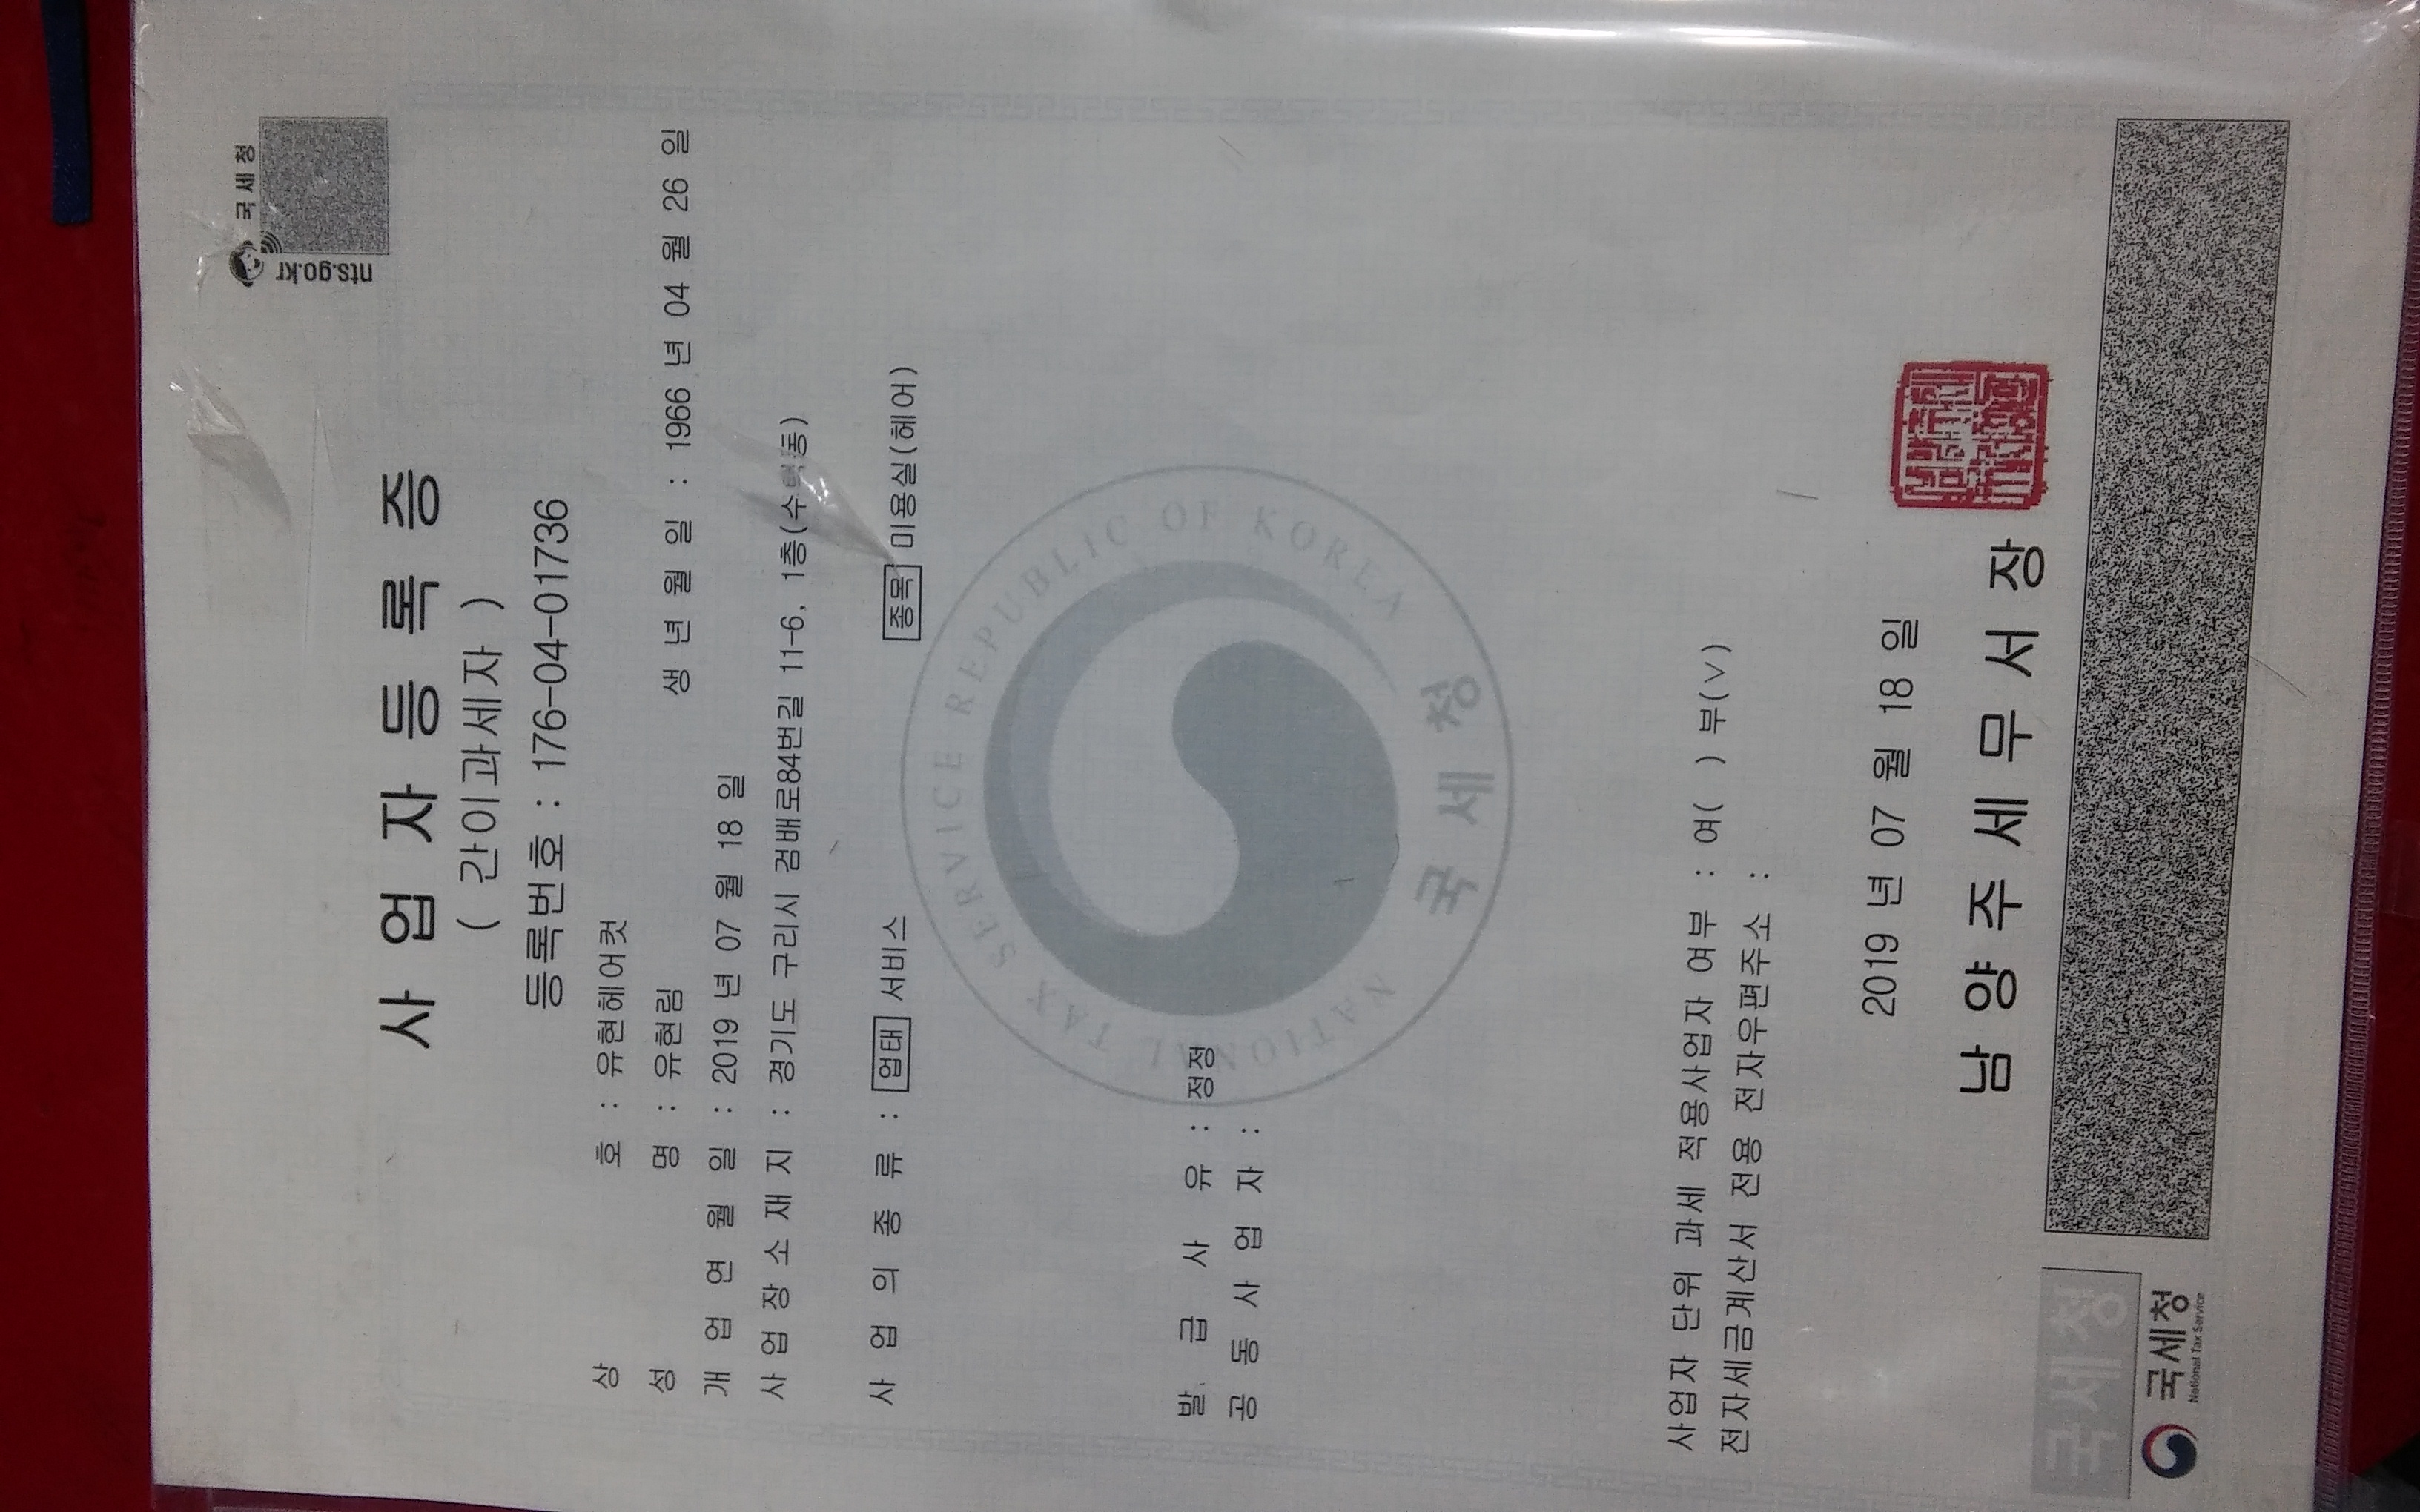 국세청
nts.go.kr
사업자등록증
( 간이과세자 )
등록번호 : 176-04-01736
상 호 : 유현헤어컷
성 명 : 유현림 생 년 월 일 : 1966 년 04 월 26 일
개 업 연 월 일 : 2019 년 07 월 18 일
사 업 장 소 재 지 : 경기도 구리시 검배로84번길 11-6, 1층(수택동)
사 업 의 종 류 : 업태 서비스 종목 미용실(헤어)
NATIONAL TAX SERVICE REPUBLIC OF KOREA
국세청
발 급 사 유 : 정정
공 동 사 업 자 :
사업자 단위 과세 적용사업자 여부 : 여( ) 부(v)
전자세금계산서 전용 전자우편주소 :
2019 년 07 월 18 일
남 양 주 세 무 서 장
국세청
국세청
National Tax Service